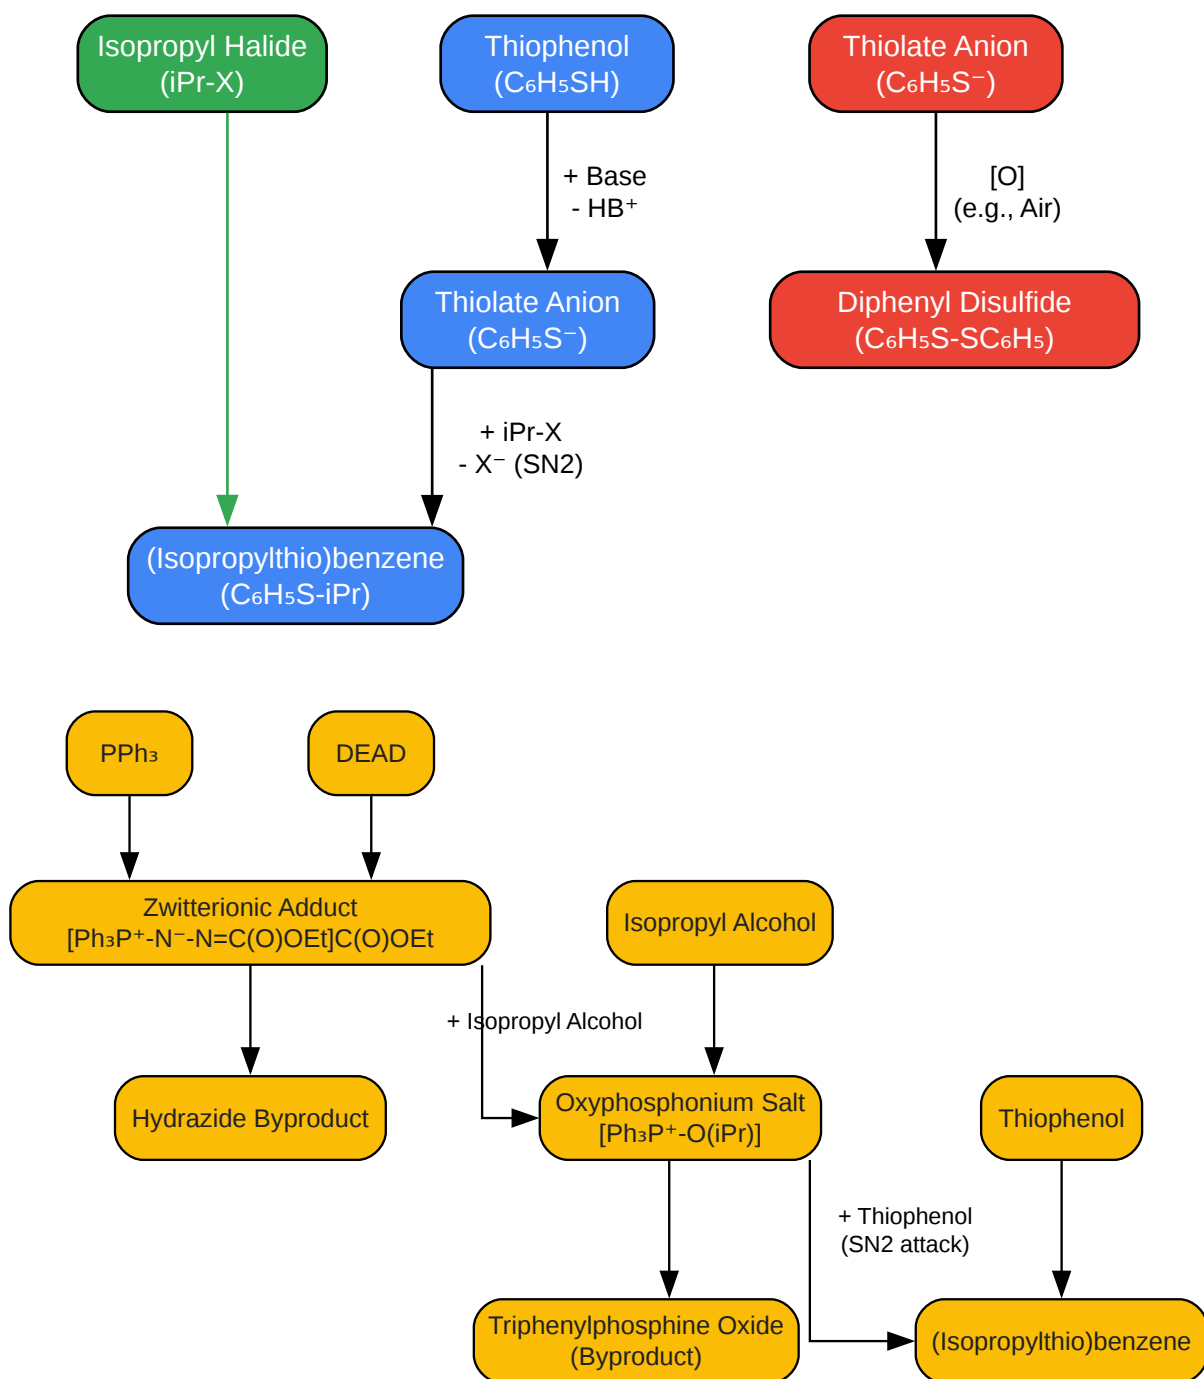 Isopropyl Halide
(iPr-X)
Thiophenol
(C₆H₅SH)
Thiolate Anion
(C₆H₅S⁻)
+ Base
- HB⁺
[O]
(e.g., Air)
Thiolate Anion
(C₆H₅S⁻)
Diphenyl Disulfide
(C₆H₅S-SC₆H₅)
+ iPr-X
- X⁻ (SN2)
(Isopropylthio)benzene
(C₆H₅S-iPr)
PPh₃
DEAD
Zwitterionic Adduct
[Ph₃P⁺-N⁻-N=C(O)OEt]C(O)OEt
Isopropyl Alcohol
+ Isopropyl Alcohol
Hydrazide Byproduct
Oxyphosphonium Salt
[Ph₃P⁺-O(iPr)]
Thiophenol
+ Thiophenol
(SN2 attack)
Triphenylphosphine Oxide
(Byproduct)
(Isopropylthio)benzene